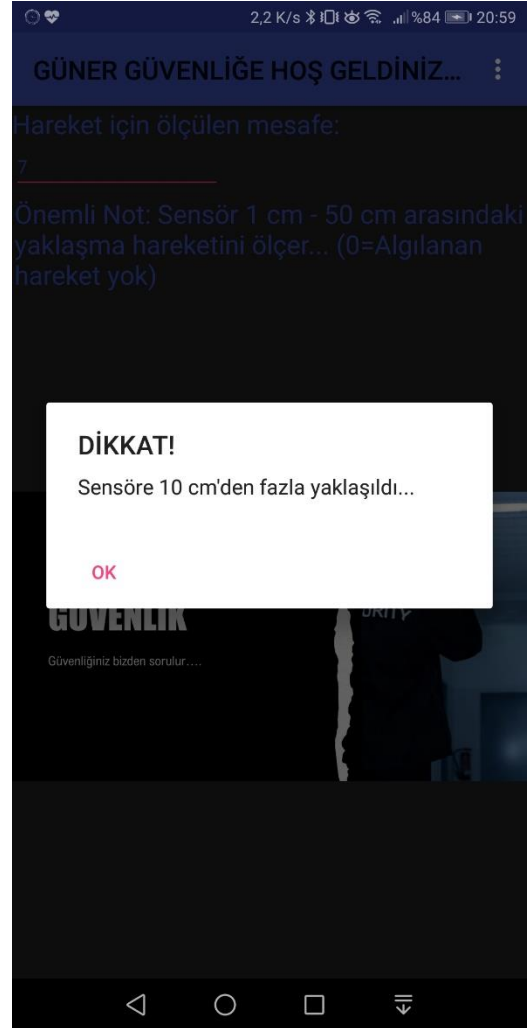 2,2 K/s %84 20:59
GÜNER GÜVENLİĞE HOŞ GELDİNİZ...
Hareket için ölçülen mesafe:
7
Önemli Not: Sensör 1 cm - 50 cm arasındaki
yaklaşma hareketini ölçer... (0=Algılanan
hareket yok)
DİKKAT!
Sensöre 10 cm'den fazla yaklaşıldı...
OK
GÜVENLİK
URITY
Güvenliğiniz bizden sorulur....